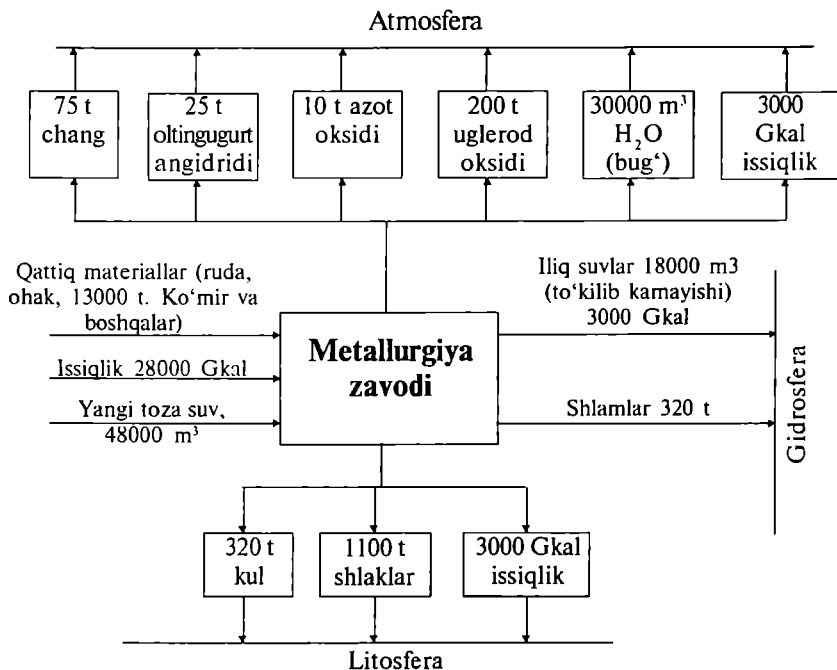 Atmosfera
75 t
chang
25 t
oltingugurt
angidridi
10 t azot
oksidi
200 t
uglerod
oksidi
30000 m³
H₂O
(bug‘)
3000
Gkal
issiqlik
Qattiq materiallar (ruda,
ohak, 13000 t. Ko‘mir va
boshqalar)
Issiqlik 28000 Gkal
Yangi toza suv,
48000 m³
Metallurgiya
zavodi
Iliq suvlar 18000 m3
(to‘kilib kamayishi)
3000 Gkal
Shlamlar 320 t
Gidrosfera
320 t
kul
1100 t
shlaklar
3000 Gkal
issiqlik
Litosfera